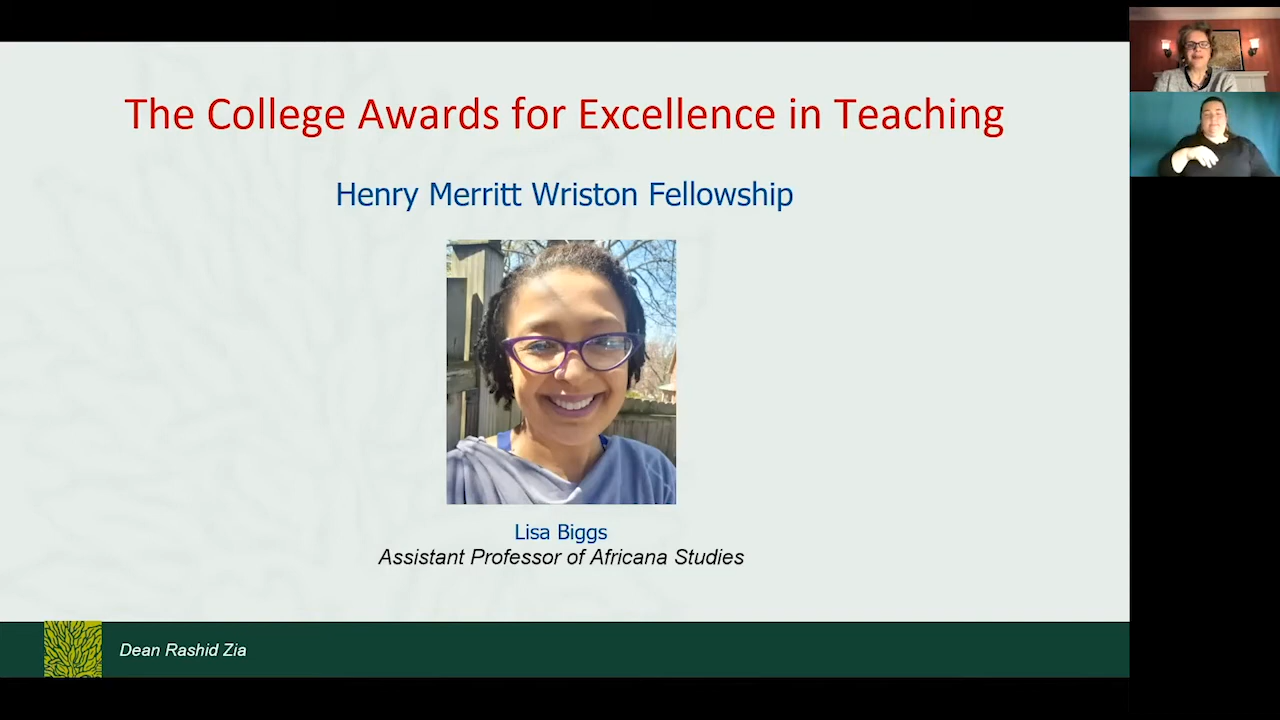 The College Awards for Excellence in Teaching
Henry Merritt Wriston Fellowship
Lisa Biggs
Assistant Professor of Africana Studies
Dean Rashid Zia